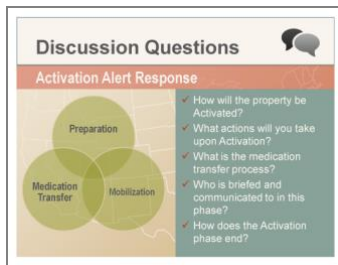 Discussion Questions
Activation Alert Response
Preparation
Medication
Transfer
Mobilization
✓ How will the property be
Activated?
✓ What actions will you take
upon Activation?
✓ What is the medication
transfer process?
✓ Who is briefed and
communicated to in this
phase?
✓ How does the Activation
phase end?